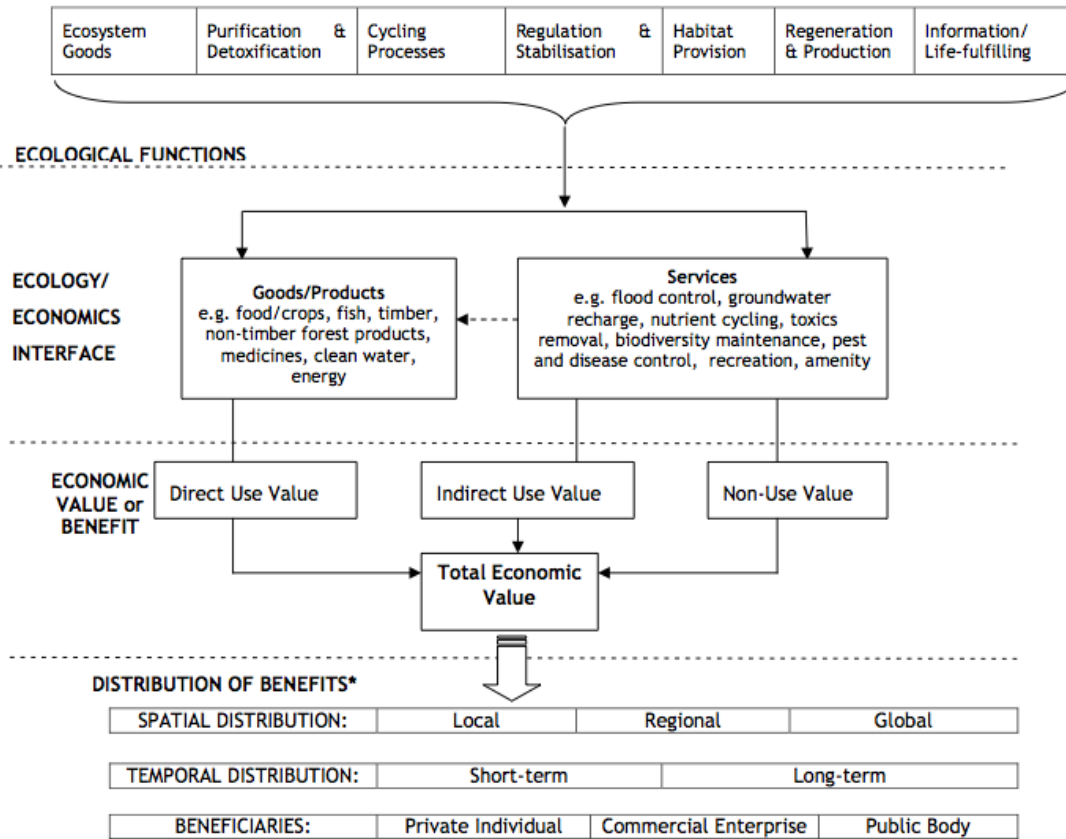 Ecosystem Goods
Purification & Detoxification
Cycling Processes
Regulation & Stabilisation
Habitat Provision
Regeneration & Production
Information/ Life-fulfilling
ECOLOGICAL FUNCTIONS
ECOLOGY/
ECONOMICS
INTERFACE
Goods/Products
e.g. food/crops, fish, timber,
non-timber forest products,
medicines, clean water,
energy
Services
e.g. flood control, groundwater
recharge, nutrient cycling, toxics
removal, biodiversity maintenance, pest
and disease control, recreation, amenity
ECONOMIC
VALUE or
BENEFIT
Direct Use Value
Indirect Use Value
Non-Use Value
Total Economic
Value
DISTRIBUTION OF BENEFITS*
SPATIAL DISTRIBUTION: Local Regional Global
TEMPORAL DISTRIBUTION: Short-term Long-term
BENEFICIARIES: Private Individual Commercial Enterprise Public Body